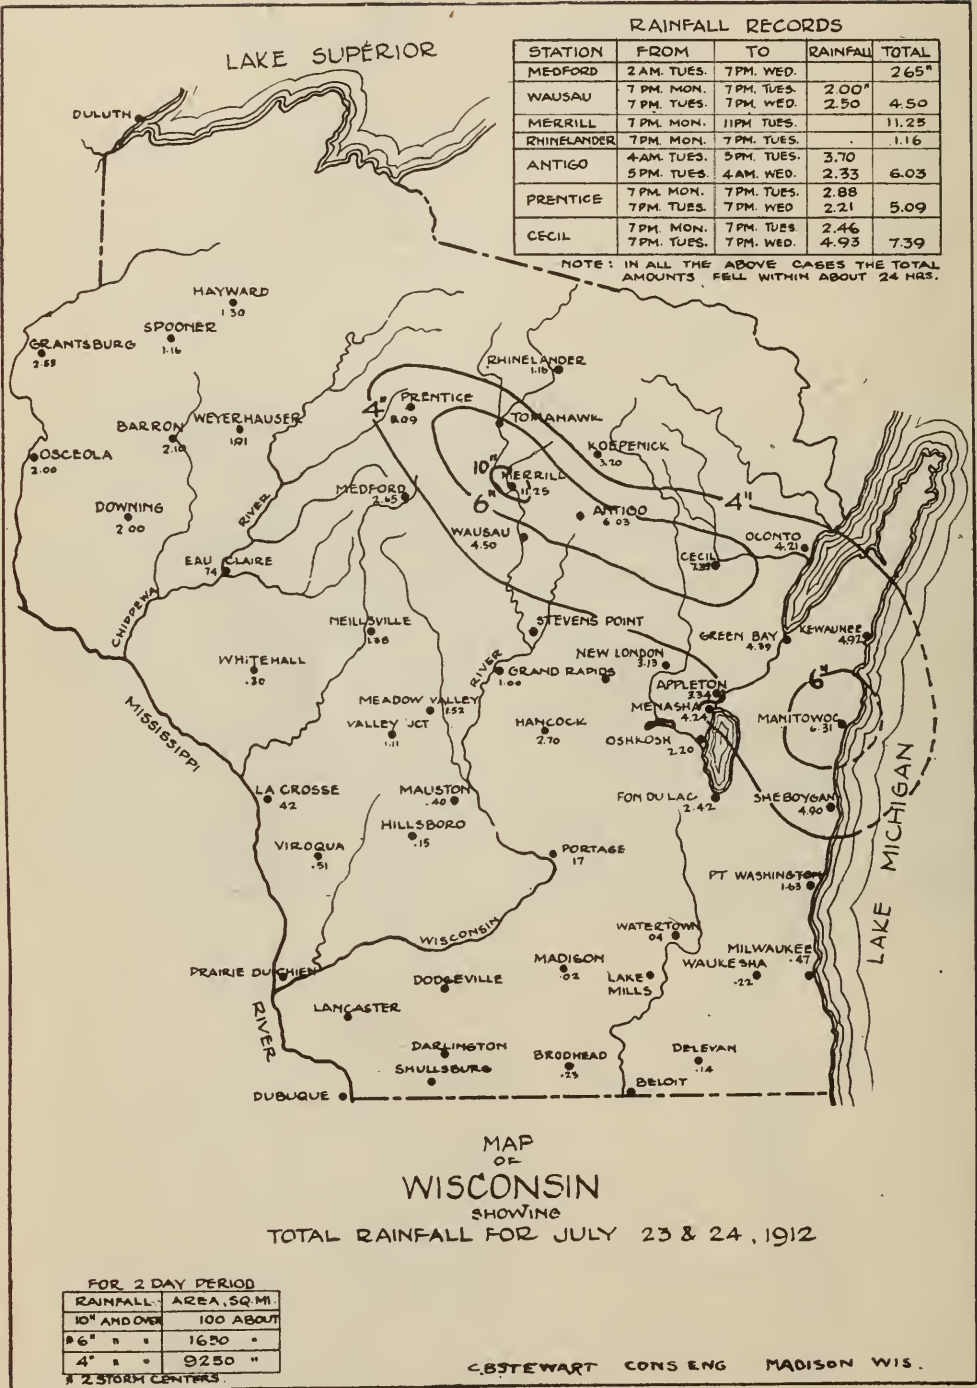 RAINFALL RECORDS
STATION FROM TO RAINFALL TOTAL
MEDFORD 2 AM. TUES. 7 PM. WED. 2.65"
WAUSAU 7 PM. MON. 7 PM. TUES. 2.00"
7 PM. TUES. 7 PM. WED. 2.50 4.50
MERRILL 7 PM. MON. 11 PM TUES. 11.25
RHINELANDER 7 PM. MON. 7 PM. TUES. 1.16
ANTIGO 4 AM. TUES. 5 PM. TUES. 3.70
5 PM. TUES. 4 AM. WED. 2.33 6.03
PRENTICE 7 PM. MON. 7 PM. TUES. 2.88
7 PM. TUES. 7 PM. WED 2.21 5.09
CECIL 7 PM. MON. 7 PM. TUES. 2.46
7 PM. TUES. 7 PM. WED. 4.93 7.39
NOTE: IN ALL THE ABOVE CASES THE TOTAL
AMOUNTS FELL WITHIN ABOUT 24 HRS.
LAKE SUPERIOR
DULUTH
HAYWARD
1.30
SPOONER
1.16
GRANTSBURG
RHINELANDER
1.16
4"
PRENTICE
TOMAHAWK
WEYERHAUSER
1.91
BARRON
2.10
OSCEOLA
2.00
KOEPENICK
3.20
10"
MERRILL
11.25
6"
4"
MEDFORD
2.65
RIVER
DOWNING
2.00
ANTIGO
6.03
WAUSAU
4.50
OCONTO
4.21
CECIL
7.39
EAU CLAIRE
74
CHIPPEWA
NEILLSVILLE
1.38
STEVENS POINT
GREEN BAY
4.39
KEWAUNEE
4.92
WHITEHALL
.30
NEW LONDON
3.13
RIVER
GRAND RAPIDS
1.00
APPLETON
3.34
6"
MEADOW VALLEY
1.52
MENASHA
4.24
MISSISSIPPI
VALLEY JCT
1.11
HANCOCK
2.70
MANITOWOC
6.31
OSHKOSH
2.20
LA CROSSE
42
MAUSTON
.40
FON DU LAC
2.42
SHEBOYGAN
4.90
LAKE MICHIGAN
HILLSBORO
.15
VIROQUA
.51
PORTAGE
17
PT WASHINGTON
1.63
WISCONSIN
WATERTOWN
04
MILWAUKEE
.47
PRAIRIE DU CHIEN
DODGEVILLE
MADISON
.02
LAKE
MILLS
WAUKESHA
.22
LANCASTER
RIVER
DARLINGTON
SHULLSBURG
BRODHEAD
.23
DELEVAN
.14
DUBUQUE
BELOIT
MAP
OF
WISCONSIN
SHOWING
TOTAL RAINFALL FOR JULY 23 & 24, 1912
FOR 2 DAY PERIOD
RAINFALL AREA, SQ. MI.
10" AND OVER 100 ABOUT
* 6" " " 1650 "
4" " " 9250 "
* 2 STORM CENTERS.
C.B. STEWART CONS ENG MADISON WIS.